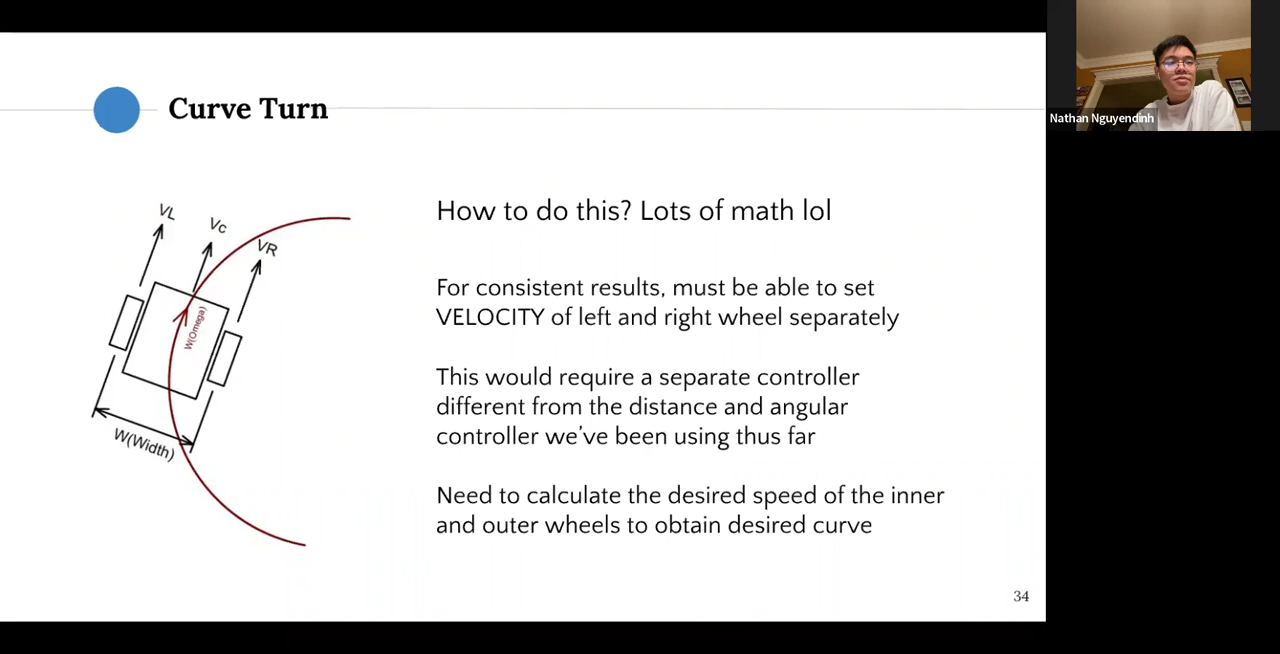 Curve Turn
Nathan Nguyendinh
VL
Vc
VR
W(Omega)
W(Width)
How to do this? Lots of math lol
For consistent results, must be able to set
VELOCITY of left and right wheel separately
This would require a separate controller
different from the distance and angular
controller we've been using thus far
Need to calculate the desired speed of the inner
and outer wheels to obtain desired curve
34